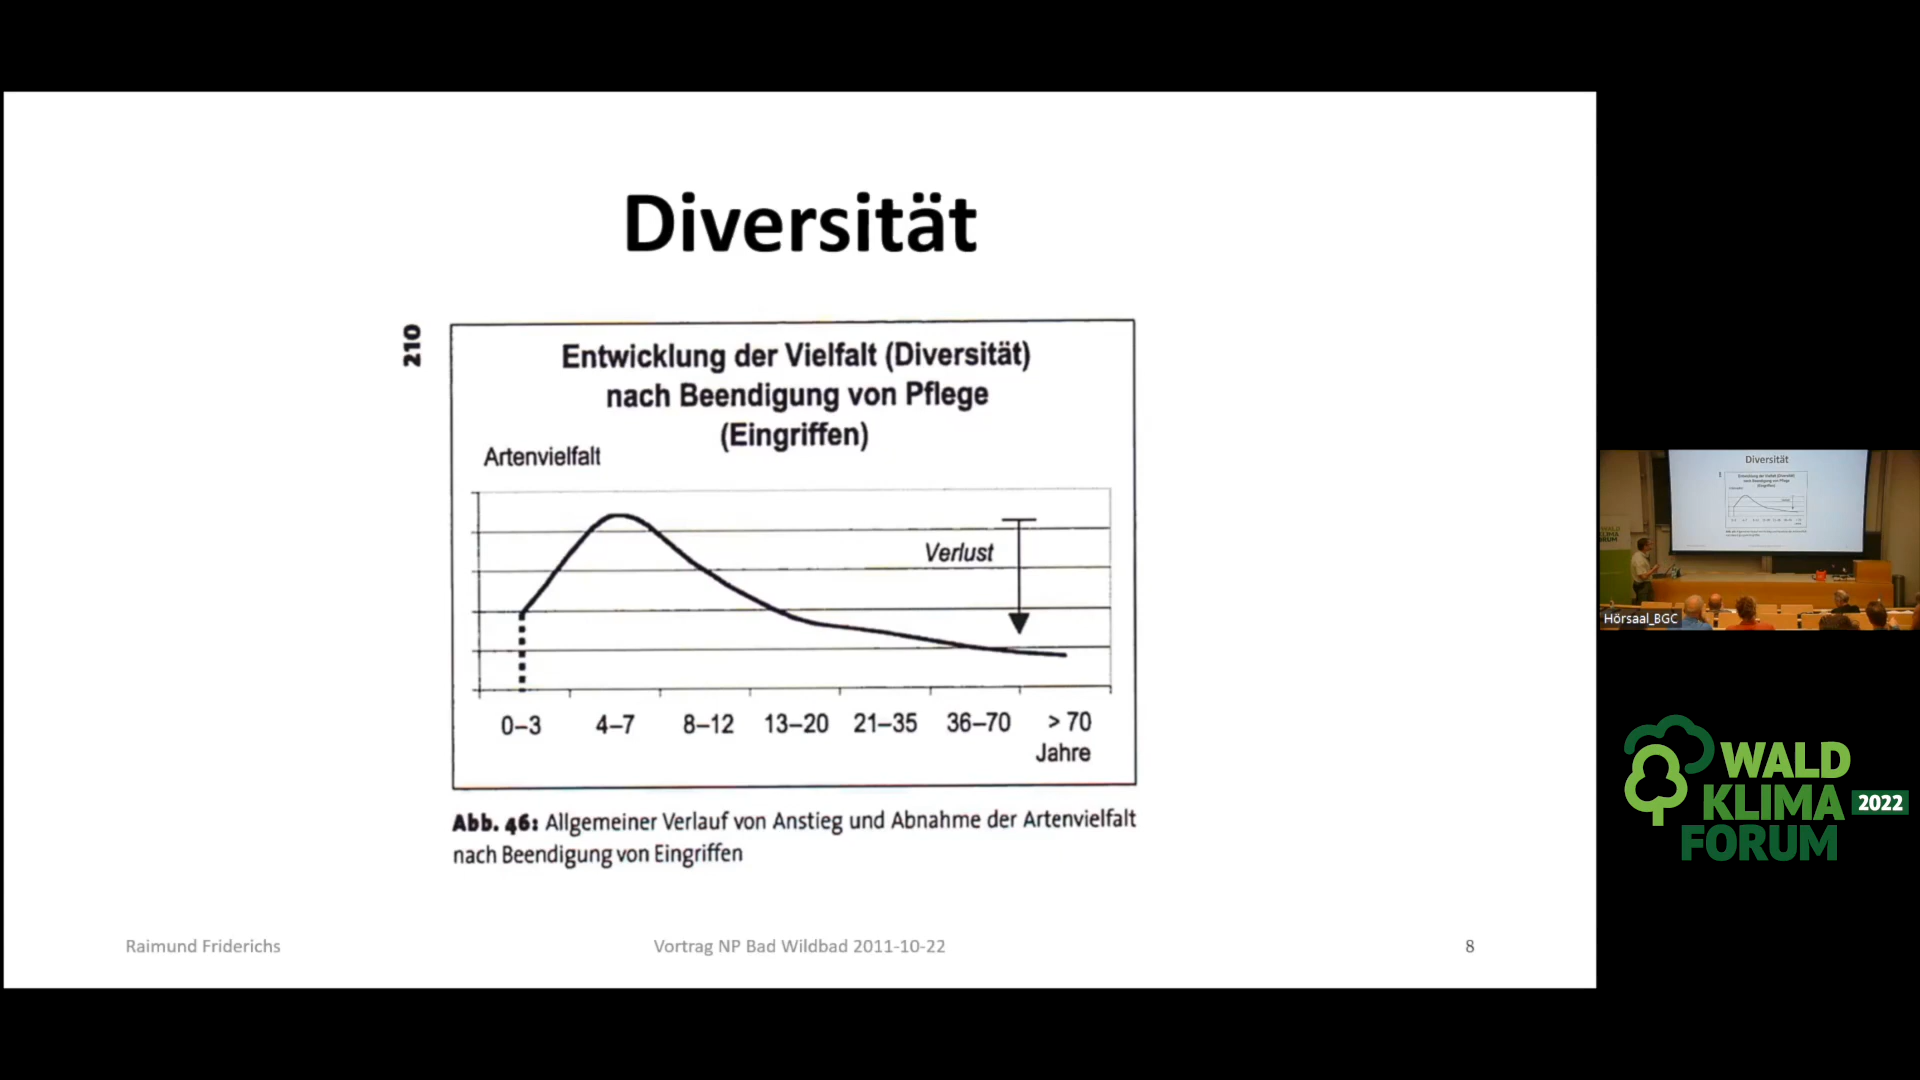 Diversität
210
Entwicklung der Vielfalt (Diversität)
nach Beendigung von Pflege
(Eingriffen)
Artenvielfalt
Verlust
0–3 4–7 8–12 13–20 21–35 36–70 > 70
Jahre
Abb. 46: Allgemeiner Verlauf von Anstieg und Abnahme der Artenvielfalt
nach Beendigung von Eingriffen
Raimund Friderichs Vortrag NP Bad Wildbad 2011-10-22 8
Diversität
Hörsaal_BGC
WALD
KLIMA 2022
FORUM